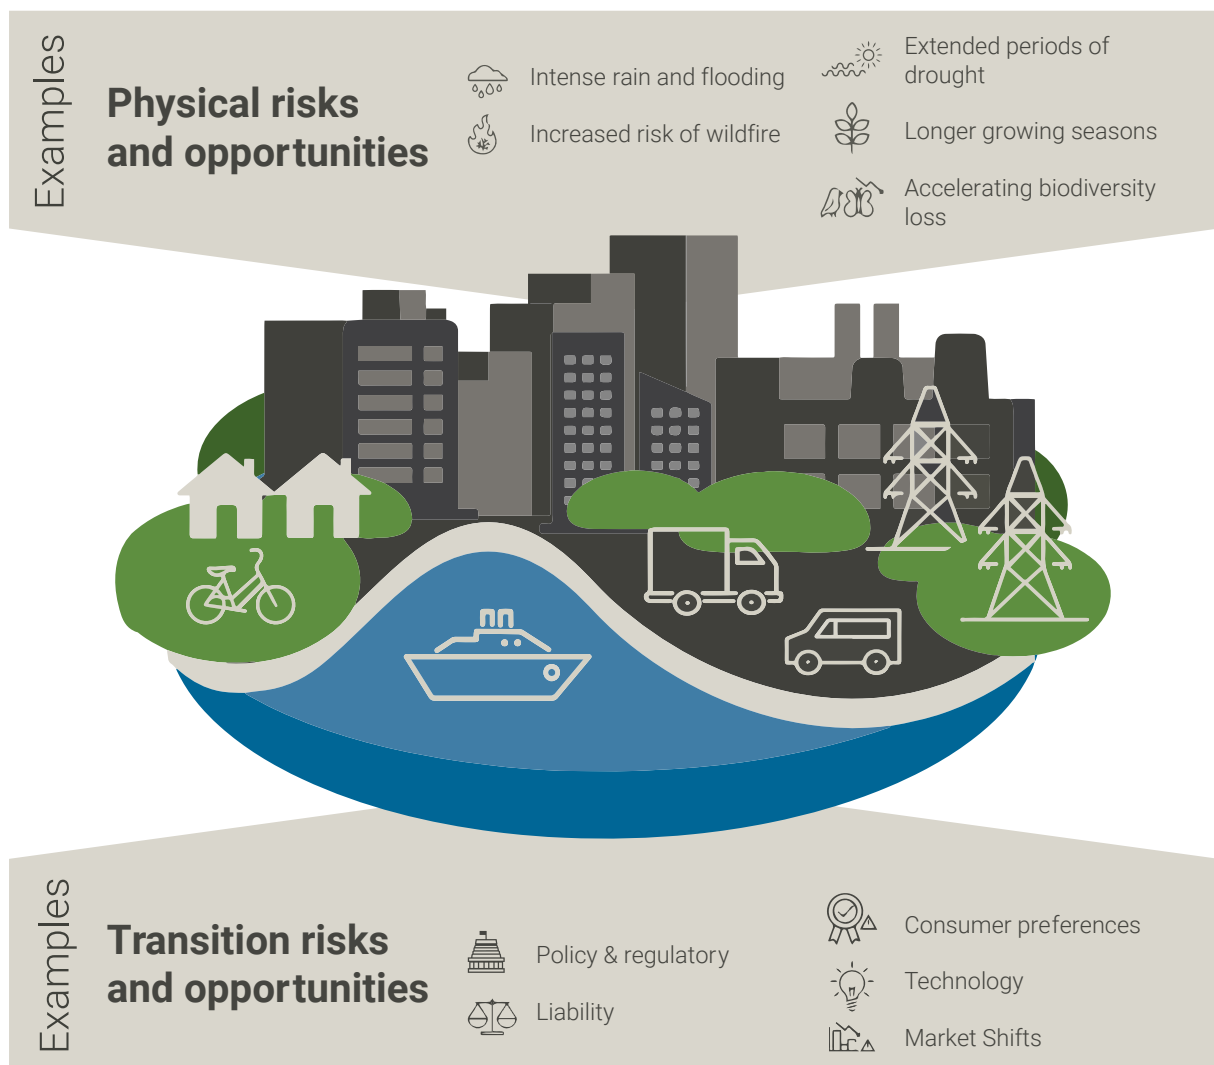 Examples
Physical risks
and opportunities
Intense rain and flooding
Increased risk of wildfire
Extended periods of
drought
Longer growing seasons
Accelerating biodiversity
loss
Examples
Transition risks
and opportunities
Policy & regulatory
Liability
Consumer preferences
Technology
Market Shifts